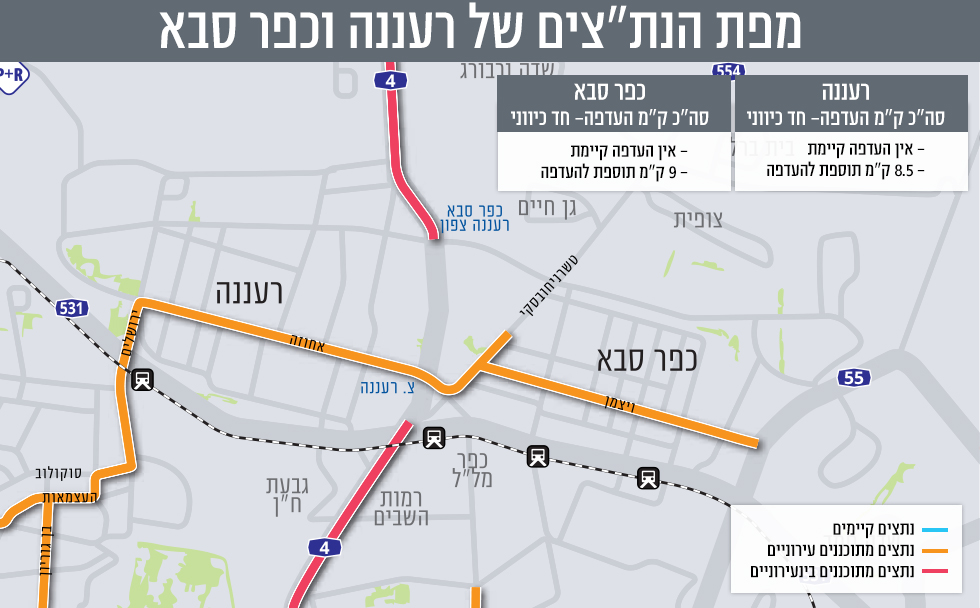 מפת הנת"צים של רעננה וכפר סבא
P+R
4
שדה ורבורג
554
רעננה
סה"כ ק"מ העדפה- חד כיווני
- אין העדפה קיימת
- 8.5 ק"מ תוספת להעדפה
כפר סבא
סה"כ ק"מ העדפה- חד כיווני
- אין העדפה קיימת
- 9 ק"מ תוספת להעדפה
כפר סבא
רעננה צפון
גן חיים
צופית
טשרניחובסקי
רעננה
531
ירושלים
אחוזה
כפר סבא
צ. רעננה
55
ויצמן
סוקולוב
העצמאות
בן גוריון
גבעת
ח"ן
רמות
השבים
כפר
מל"ל
4
נתצים קיימים
נתצים מתוכננים עירוניים
נתצים מתוכננים בינעירוניים